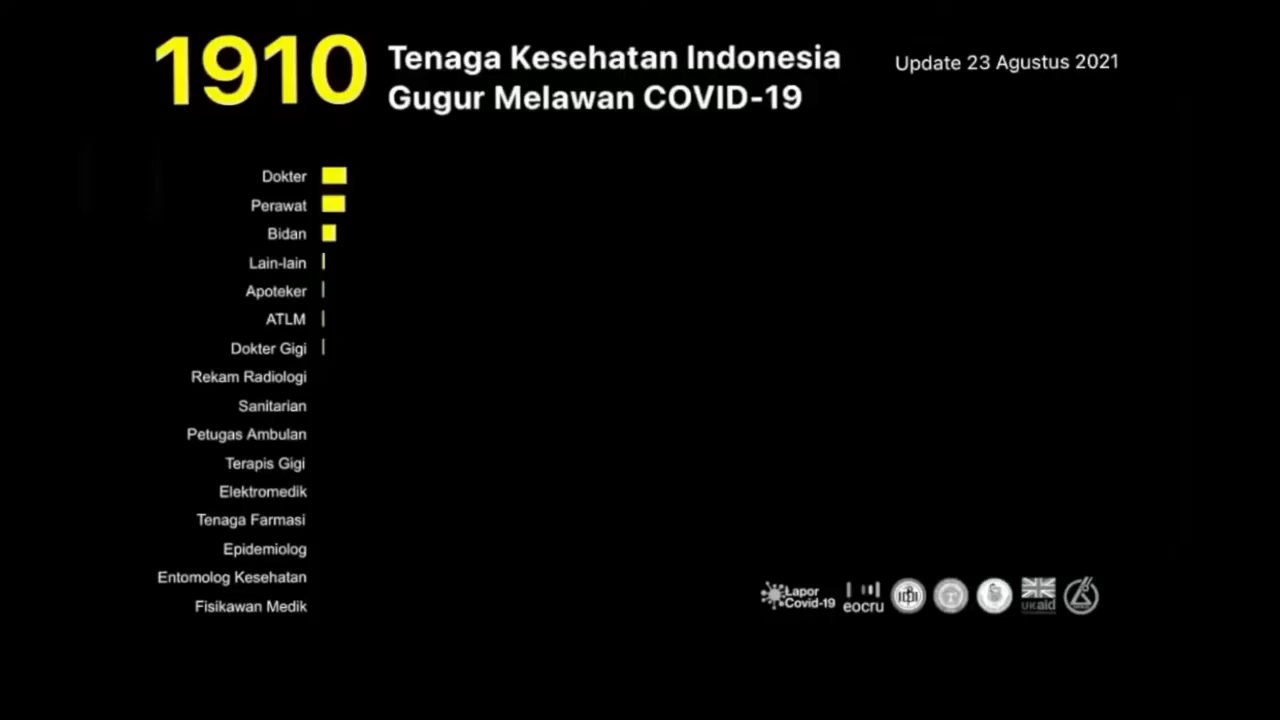 1910
Tenaga Kesehatan Indonesia
Gugur Melawan COVID-19
Update 23 Agustus 2021
Dokter
Perawat
Bidan
Lain-lain
Apoteker
ATLM
Dokter Gigi
Rekam Radiologi
Sanitarian
Petugas Ambulan
Terapis Gigi
Elektromedik
Tenaga Farmasi
Epidemiolog
Entomolog Kesehatan
Fisikawan Medik
Lapor
Covid-19
eocru
IDI
UKaid